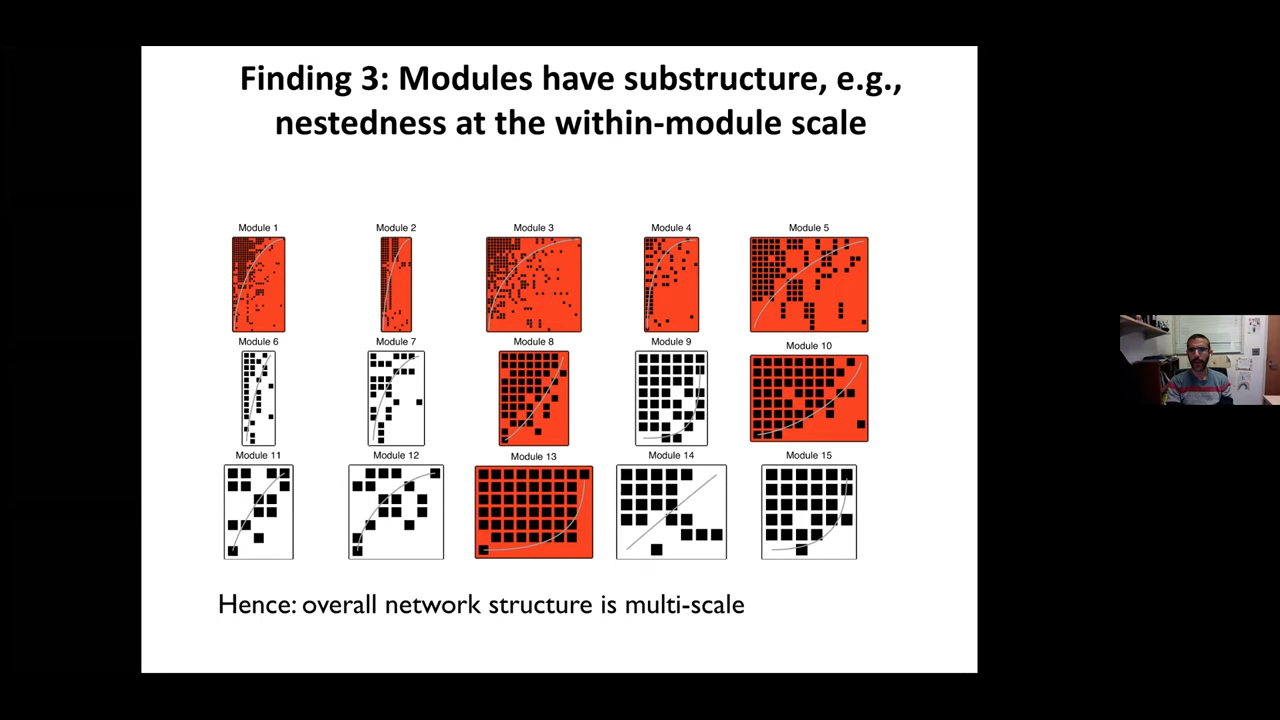 Finding 3: Modules have substructure, e.g.,
nestedness at the within-module scale
Module 1
Module 2
Module 3
Module 4
Module 5
Module 6
Module 7
Module 8
Module 9
Module 10
Module 11
Module 12
Module 13
Module 14
Module 15
Hence: overall network structure is multi-scale